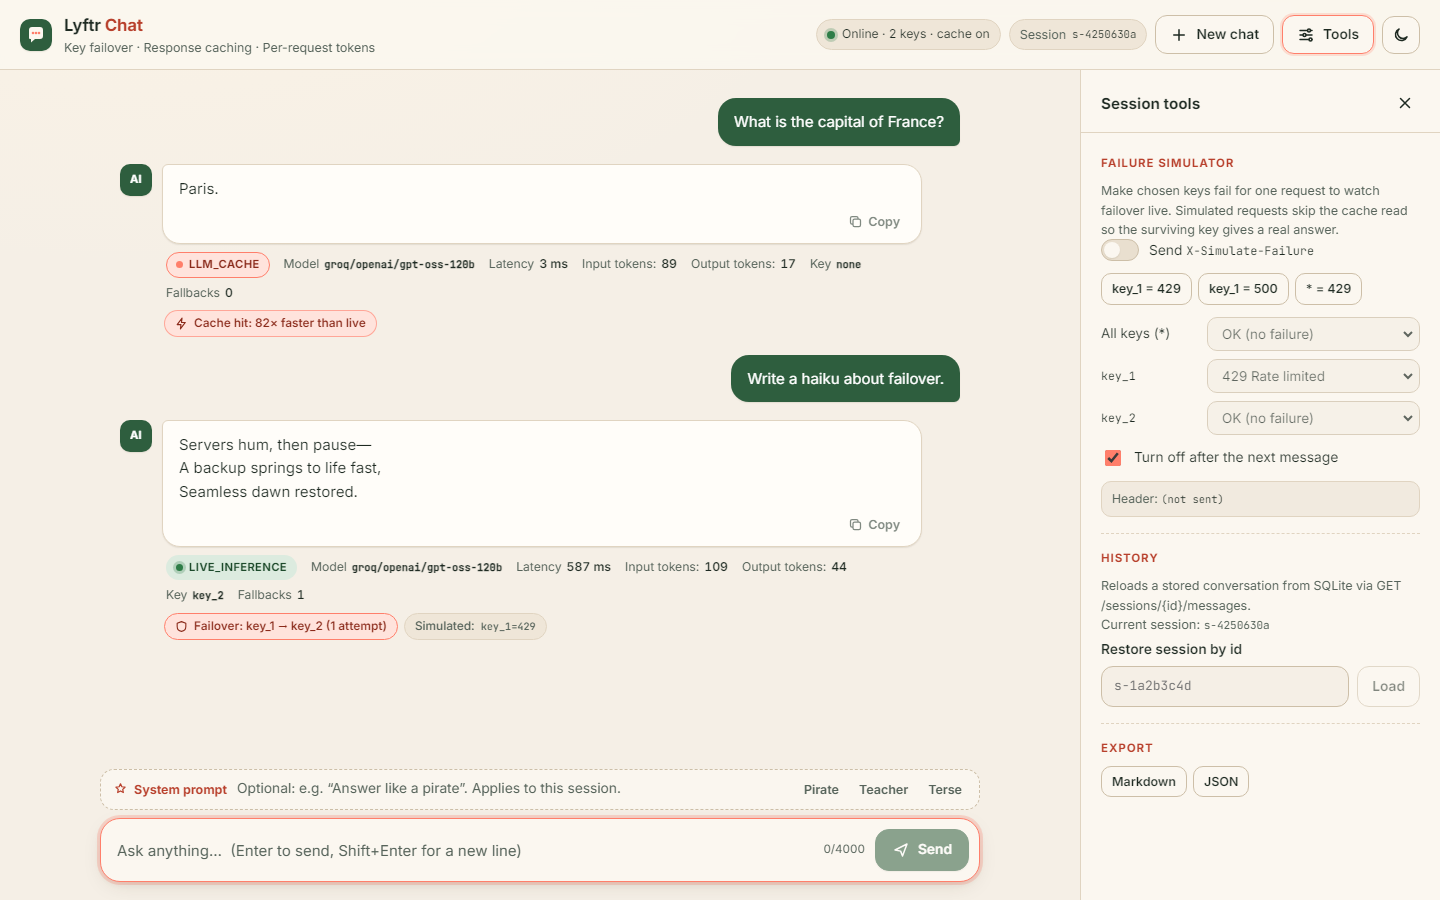 Lyftr Chat
Key failover · Response caching · Per-request tokens
Online · 2 keys · cache on
Session s-4250630a
New chat
Tools
What is the capital of France?
AI
Paris.
Copy
LLM_CACHE Model groq/openai/gpt-oss-120b Latency 3 ms Input tokens: 89 Output tokens: 17 Key none
Fallbacks 0
Cache hit: 82× faster than live
Write a haiku about failover.
AI
Servers hum, then pause—
A backup springs to life fast,
Seamless dawn restored.
Copy
LIVE_INFERENCE Model groq/openai/gpt-oss-120b Latency 587 ms Input tokens: 109 Output tokens: 44
Key key_2 Fallbacks 1
Failover: key_1 → key_2 (1 attempt) Simulated: key_1=429
System prompt Optional: e.g. “Answer like a pirate”. Applies to this session. Pirate Teacher Terse
Ask anything... (Enter to send, Shift+Enter for a new line) 0/4000 Send
Session tools
FAILURE SIMULATOR
Make chosen keys fail for one request to watch
failover live. Simulated requests skip the cache read
so the surviving key gives a real answer.
Send X-Simulate-Failure
key_1 = 429 key_1 = 500 * = 429
All keys (*) OK (no failure)
key_1 429 Rate limited
key_2 OK (no failure)
Turn off after the next message
Header: (not sent)
HISTORY
Reloads a stored conversation from SQLite via GET
/sessions/{id}/messages.
Current session: s-4250630a
Restore session by id
s-1a2b3c4d Load
EXPORT
Markdown JSON